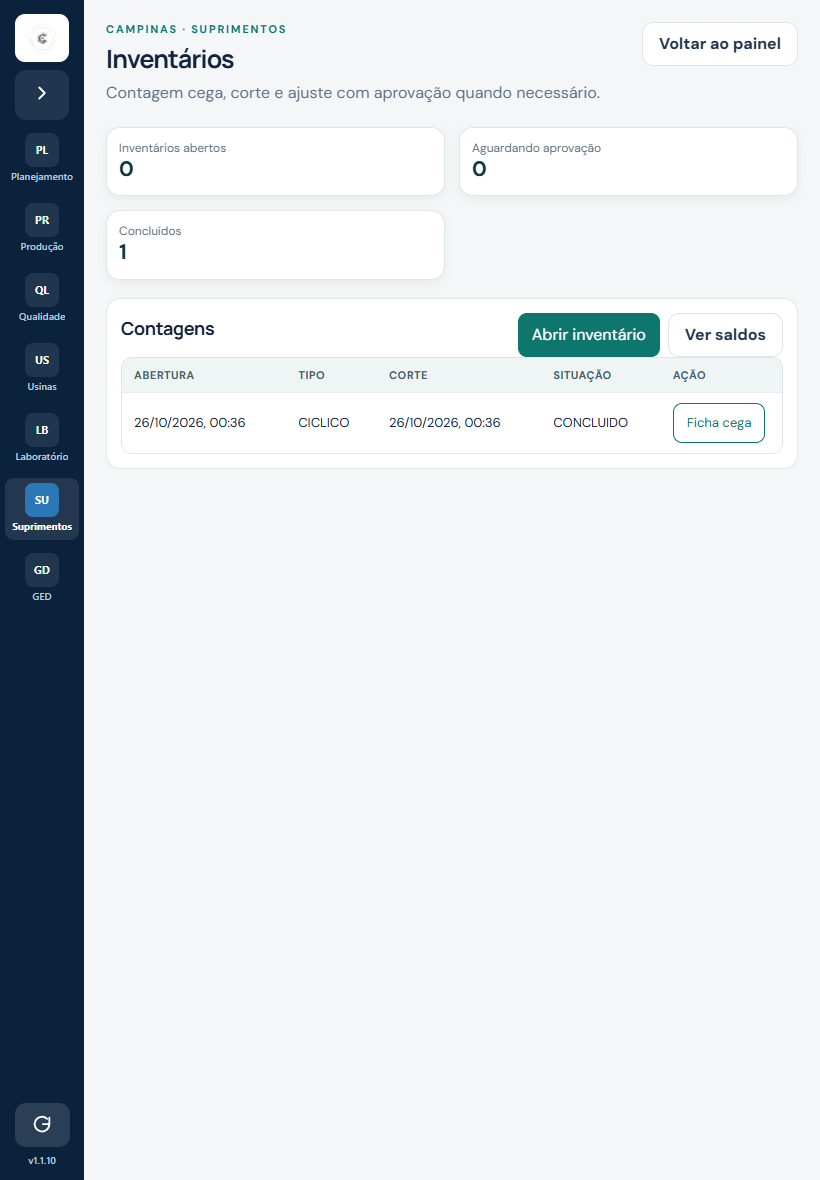 PL
Planejamento
PR
Produção
QL
Qualidade
US
Usinas
LB
Laboratório
SU
Suprimentos
GD
GED
v1.1.10
CAMPINAS · SUPRIMENTOS
Inventários
Contagem cega, corte e ajuste com aprovação quando necessário.
Voltar ao painel
Inventários abertos
0
Aguardando aprovação
0
Concluídos
1
Contagens
Abrir inventário
Ver saldos
ABERTURA TIPO CORTE SITUAÇÃO AÇÃO
26/10/2026, 00:36 CICLICO 26/10/2026, 00:36 CONCLUIDO Ficha cega